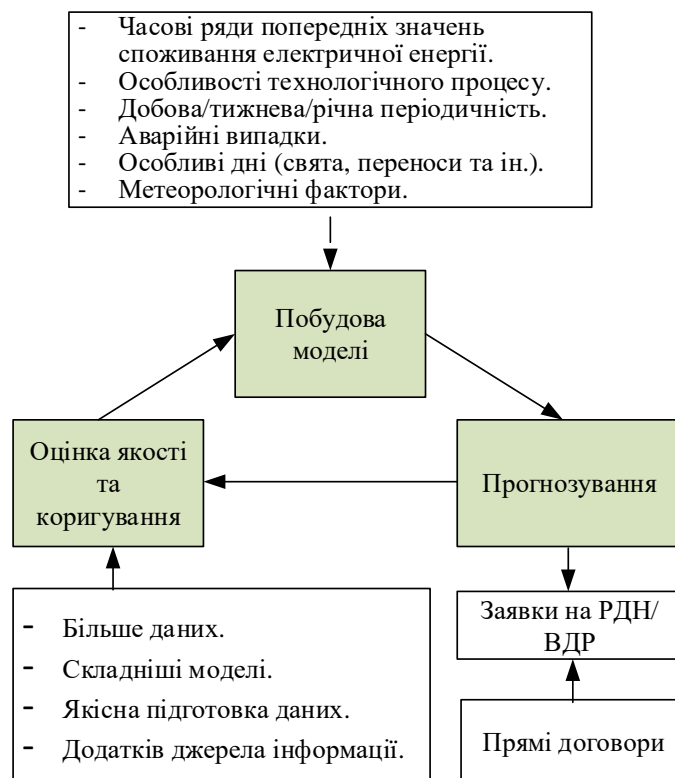 - Часові ряди попередніх значень
споживання електричної енергії.
- Особливості технологічного процесу.
- Добова/тижнева/річна періодичність.
- Аварійні випадки.
- Особливі дні (свята, переноси та ін.).
- Метеорологічні фактори.
Побудова
моделі
Оцінка якості
та
коригування
Прогнозування
- Більше даних.
- Складніші моделі.
- Якісна підготовка даних.
- Додатків джерела інформації.
Заявки на РДН/
ВДР
Прямі договори